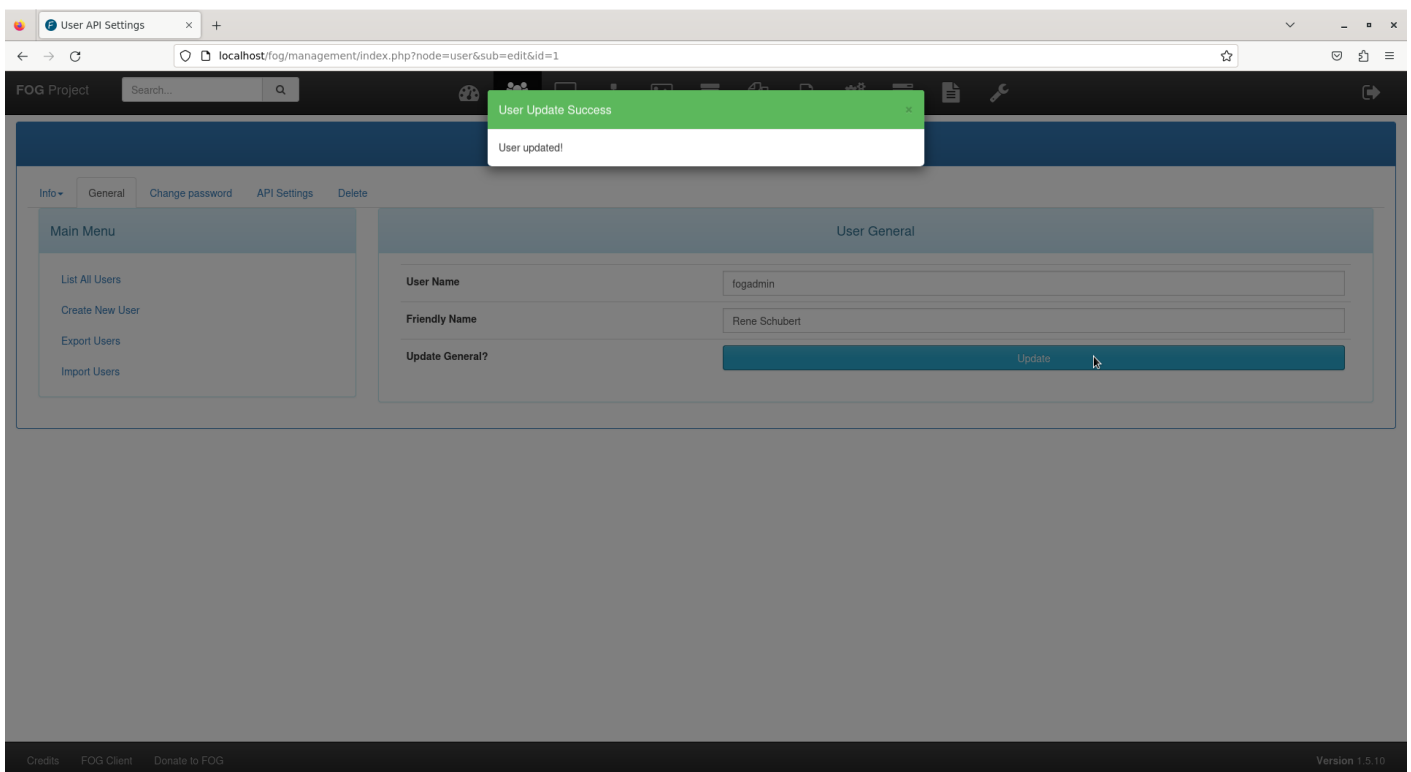 User API Settings
localhost/fog/management/index.php?node=user&sub=edit&id=1
FOG Project
Search...
User Update Success
User updated!
Info General Change password API Settings Delete
Main Menu
List All Users
Create New User
Export Users
Import Users
User General
User Name fogadmin
Friendly Name Rene Schubert
Update General? Update
Credits FOG Client Donate to FOG Version 1.5.10